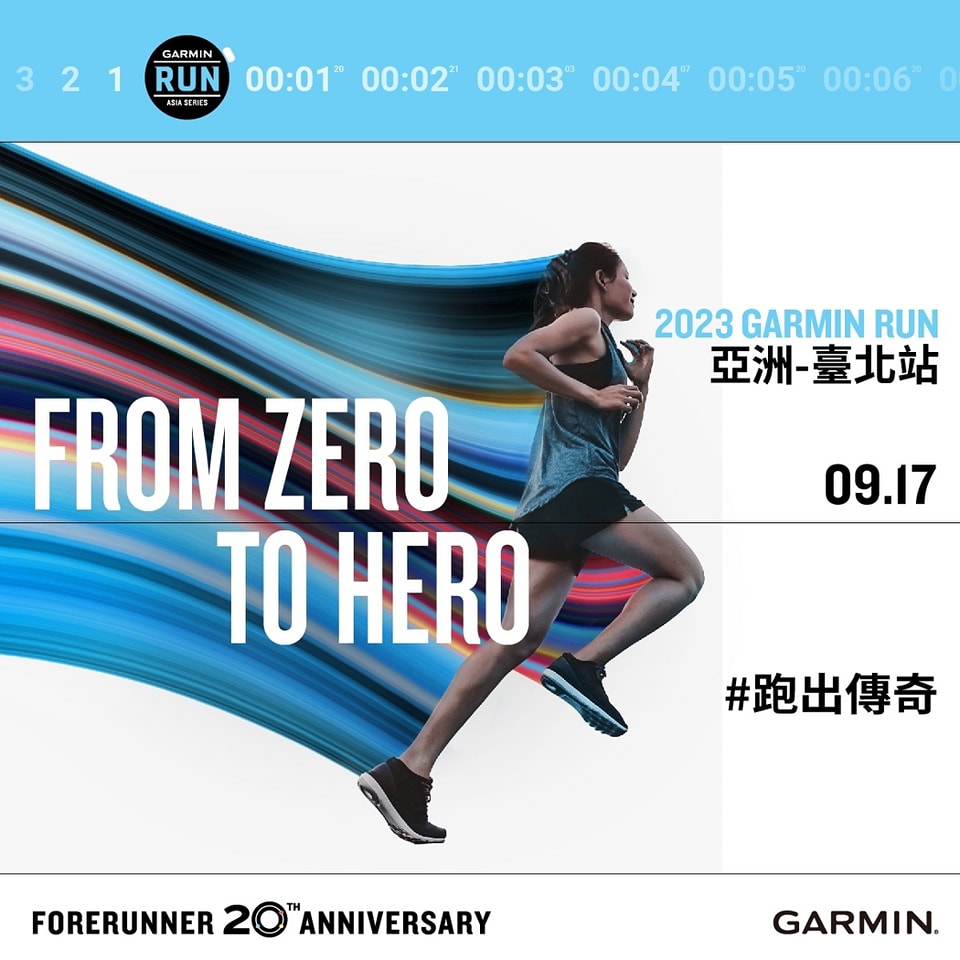 3 2 1 GARMIN RUN ASIA SERIES 00:01 20 00:02 21 00:03 03 00:04 07 00:05 20 00:06 20
2023 GARMIN RUN
亞洲-臺北站
FROM ZERO
TO HERO
09.17
#跑出傳奇
FORERUNNER 20TH ANNIVERSARY
GARMIN®